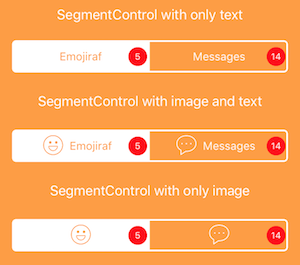 SegmentControl with only text
Emojiraf 5 Messages 14
SegmentControl with image and text
Emojiraf 5 Messages 14
SegmentControl with only image
5 14